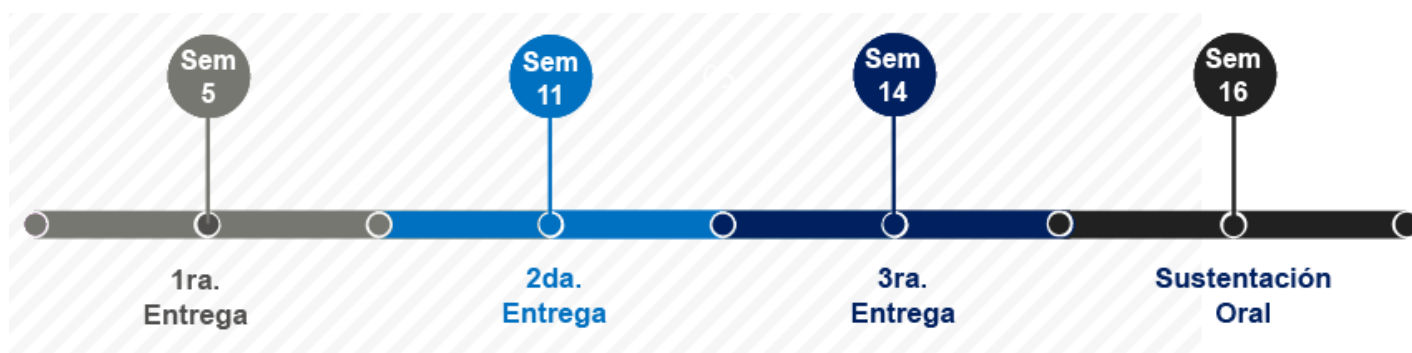 Sem
5
Sem
11
Sem
14
Sem
16
1ra.
Entrega
2da.
Entrega
3ra.
Entrega
Sustentación
Oral